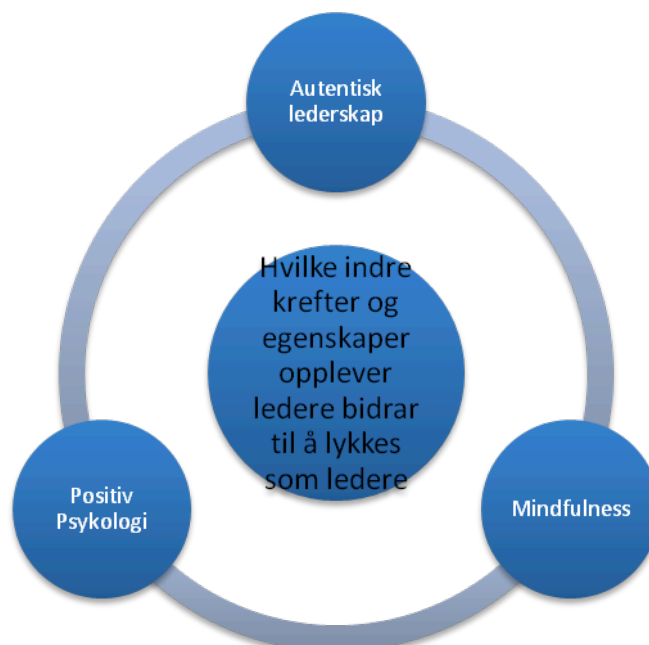 Autentisk
lederskap
Hvilke indre
krefter og
egenskaper
opplever
ledere bidrar
til å lykkes
som ledere
Positiv
Psykologi
Mindfulness